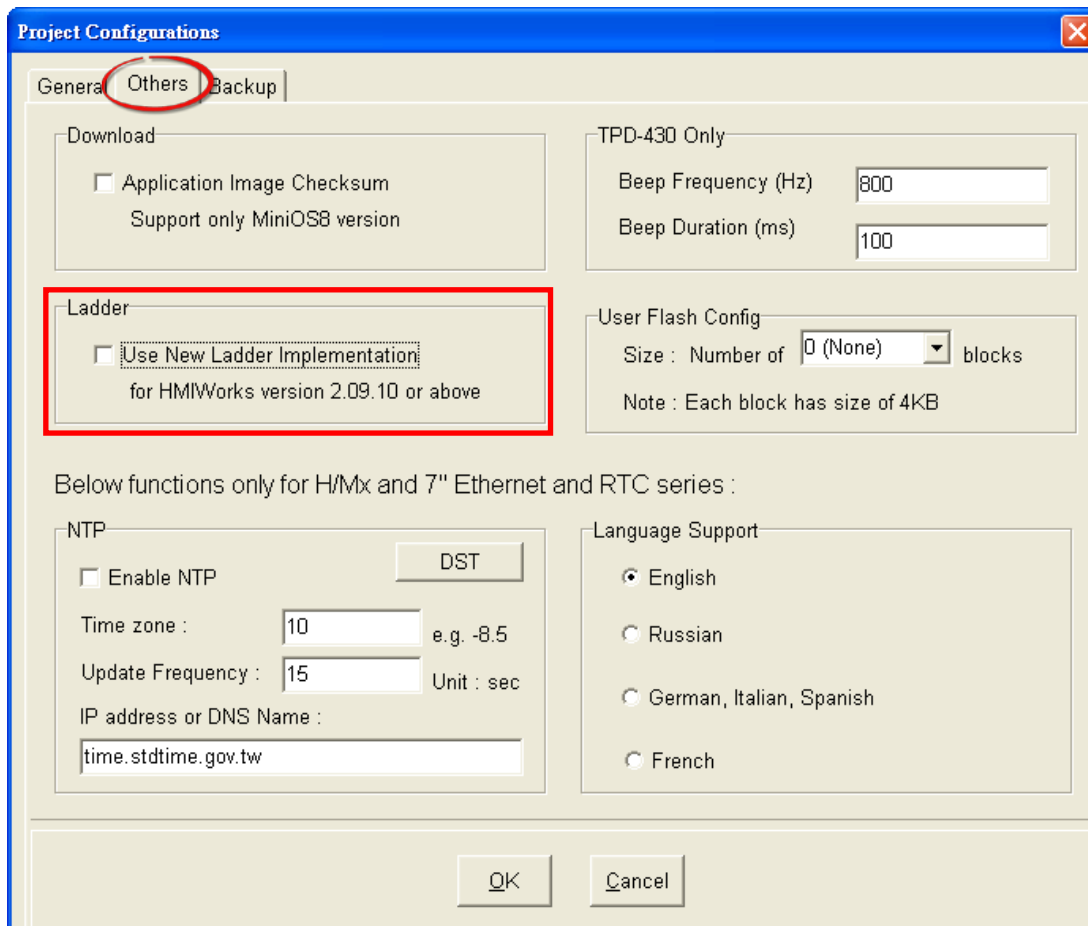 Project Configurations
General
Others
Backup
Download
Application Image Checksum
Support only MiniOS8 version
TPD-430 Only
Beep Frequency (Hz)
800
Beep Duration (ms)
100
Ladder
Use New Ladder Implementation
for HMIWorks version 2.09.10 or above
User Flash Config
Size : Number of 0 (None) blocks
Note : Each block has size of 4KB
Below functions only for H/Mx and 7" Ethernet and RTC series :
NTP
DST
Enable NTP
Time zone : 10 e.g. -8.5
Update Frequency : 15 Unit : sec
IP address or DNS Name :
time.stdtime.gov.tw
Language Support
English
Russian
German, Italian, Spanish
French
OK
Cancel